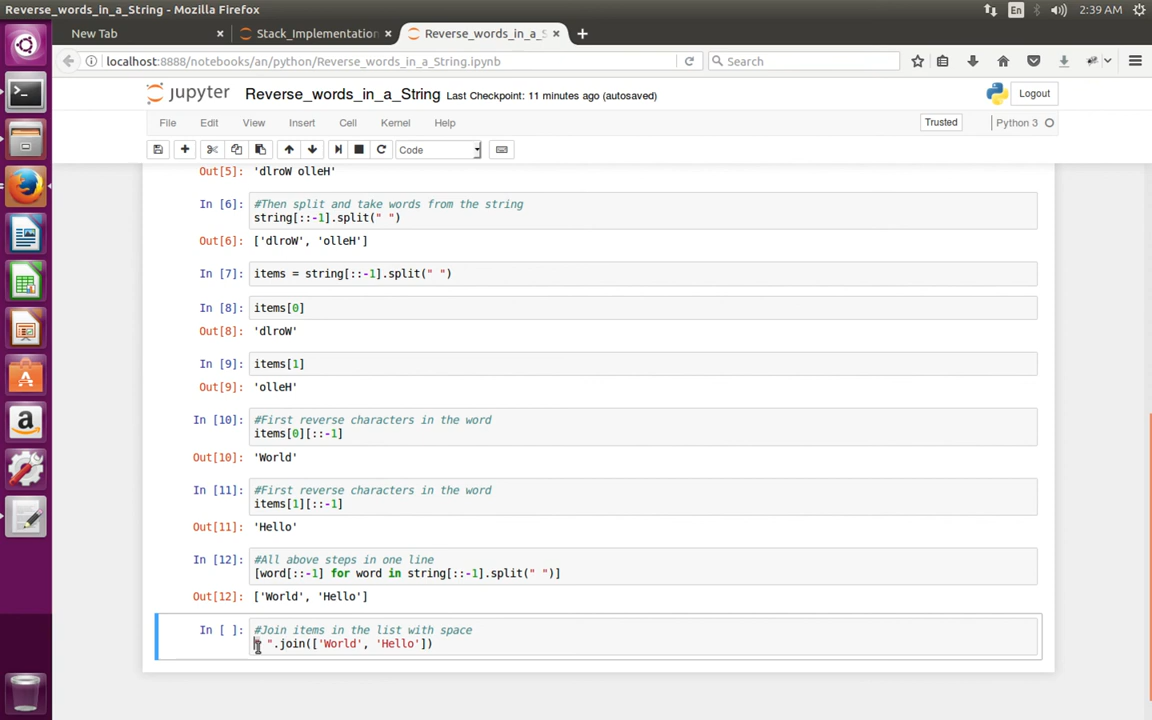 Reverse_words_in_a_String - Mozilla Firefox
En 2:39 AM
New Tab
Stack_Implementation
Reverse_words_in_a_S
localhost:8888/notebooks/an/python/Reverse_words_in_a_String.ipynb
Search
jupyter Reverse_words_in_a_String Last Checkpoint: 11 minutes ago (autosaved)
Logout
File Edit View Insert Cell Kernel Help
Trusted Python 3
Code
Out[5]: 'dlroW olleH'
In [6]: #Then split and take words from the string
string[::-1].split(" ")
Out[6]: ['dlroW', 'olleH']
In [7]: items = string[::-1].split(" ")
In [8]: items[0]
Out[8]: 'dlroW'
In [9]: items[1]
Out[9]: 'olleH'
In [10]: #First reverse characters in the word
items[0][::-1]
Out[10]: 'World'
In [11]: #First reverse characters in the word
items[1][::-1]
Out[11]: 'Hello'
In [12]: #All above steps in one line
[word[::-1] for word in string[::-1].split(" ")]
Out[12]: ['World', 'Hello']
In [ ]: #Join items in the list with space
" ".join(['World', 'Hello'])